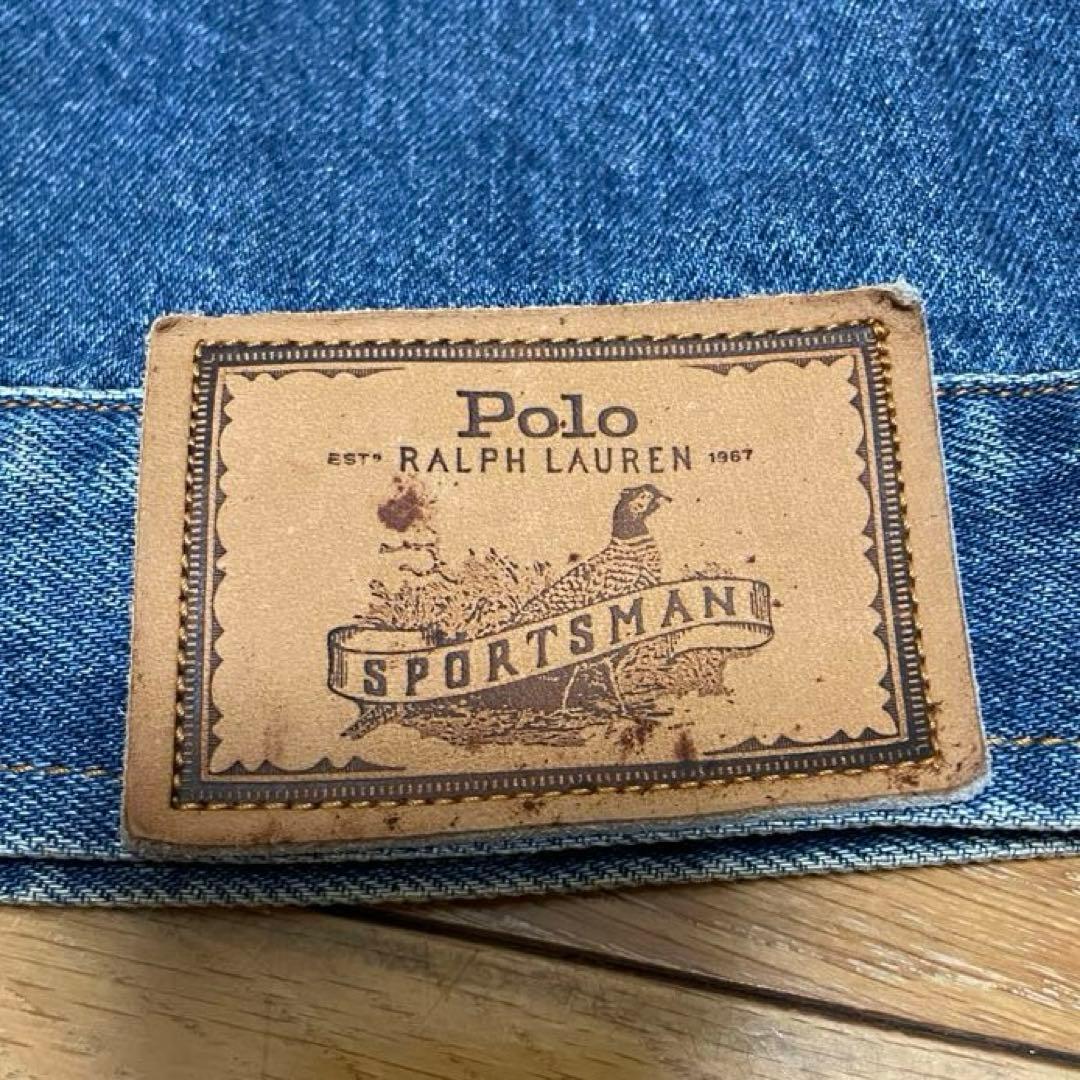 Polo
ESTD RALPH LAUREN 1967
SPORTSMAN